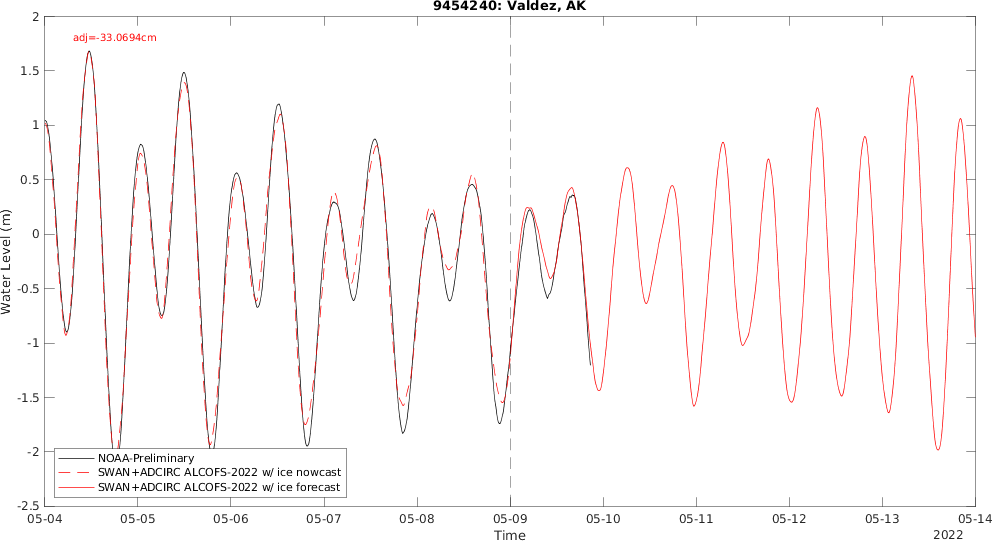 9454240: Valdez, AK
adj=-33.0694cm
Water Level (m)
2
1.5
1
0.5
0
-0.5
-1
-1.5
-2
-2.5
NOAA-Preliminary
SWAN+ADCIRC ALCOFS-2022 w/ ice nowcast
SWAN+ADCIRC ALCOFS-2022 w/ ice forecast
05-04 05-05 05-06 05-07 05-08 05-09 05-10 05-11 05-12 05-13 05-14
Time
2022